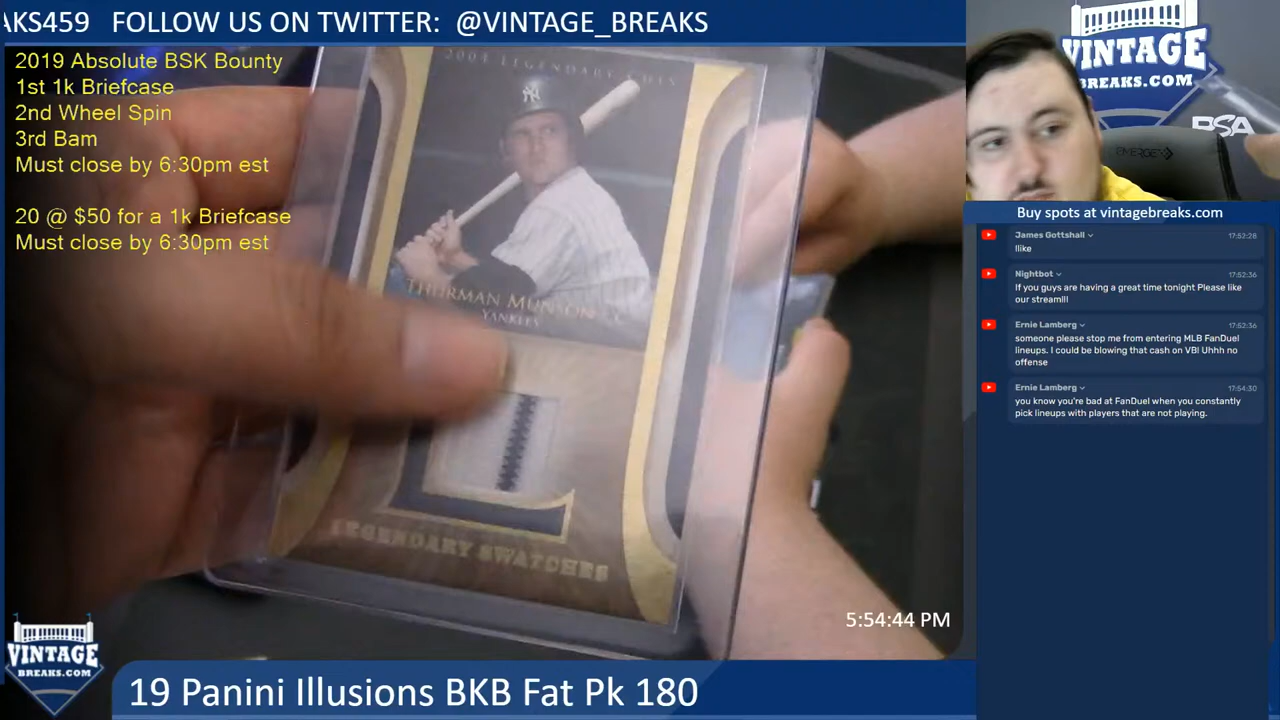 AKS459 FOLLOW US ON TWITTER: @VINTAGE_BREAKS
2019 Absolute BSK Bounty
1st 1k Briefcase
2nd Wheel Spin
3rd Bam
Must close by 6:30pm est
20 @ $50 for a 1k Briefcase
Must close by 6:30pm est
NY
THURMAN MUNSON
YANKEES
LEGENDARY SWATCHES
5:54:44 PM
VINTAGE
BREAKS.COM
19 Panini Illusions BKB Fat Pk 180
VINTAGE
BREAKS.COM
PSA
Buy spots at vintagebreaks.com
James Gottshall 17:52:28
llike
Nightbot 17:52:36
If you guys are having a great time tonight Please like
our stream!!!
Ernie Lamberg 17:52:36
someone please stop me from entering MLB FanDuel
lineups. I could be blowing that cash on VB! Uhhh no
offense
Ernie Lamberg 17:54:30
you know you're bad at FanDuel when you constantly
pick lineups with players that are not playing.